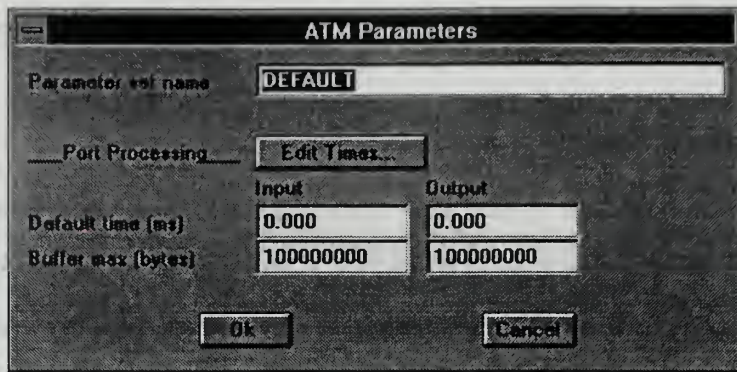 ATM Parameters
Parameter set name DEFAULT
Port Processing Edit Times...
Input Output
Default time (ms) 0.000 0.000
Buffer max (bytes) 100000000 100000000
Ok Cancel